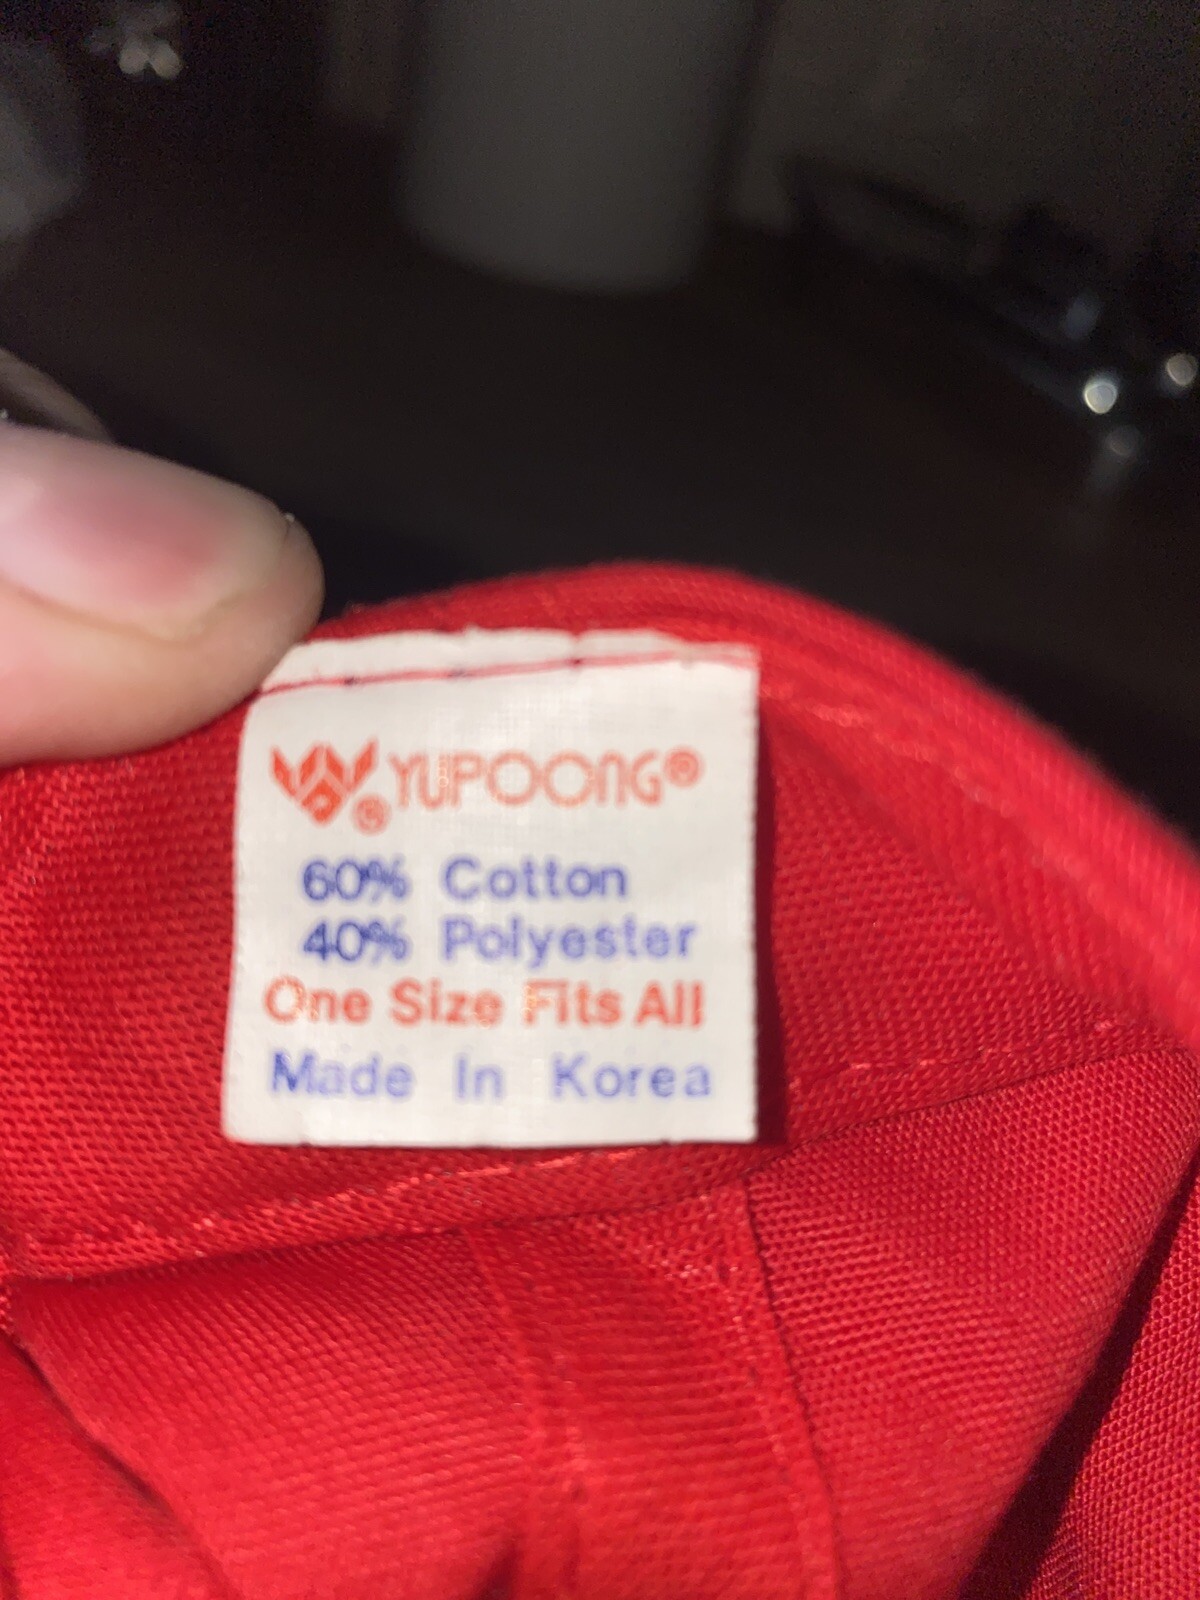 ® YUPOONG®
60% Cotton
40% Polyester
One Size Fits All
Made In Korea